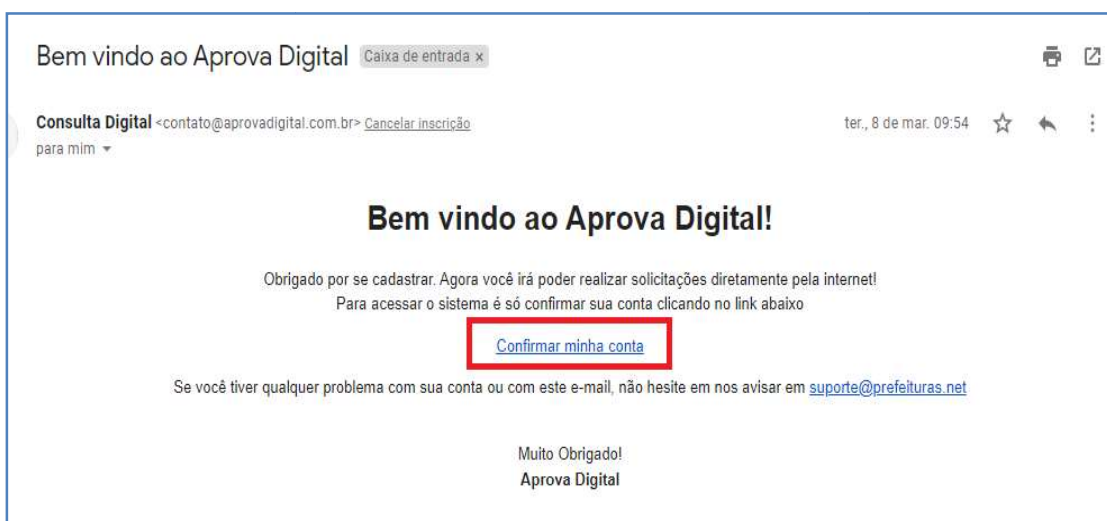 Bem vindo ao Aprova Digital Caixa de entrada x
Consulta Digital <contato@aprovadigital.com.br> Cancelar inscrição ter., 8 de mar. 09:54
para mim
Bem vindo ao Aprova Digital!
Obrigado por se cadastrar. Agora você irá poder realizar solicitações diretamente pela internet!
Para acessar o sistema é só confirmar sua conta clicando no link abaixo
Confirmar minha conta
Se você tiver qualquer problema com sua conta ou com este e-mail, não hesite em nos avisar em suporte@prefeituras.net
Muito Obrigado!
Aprova Digital